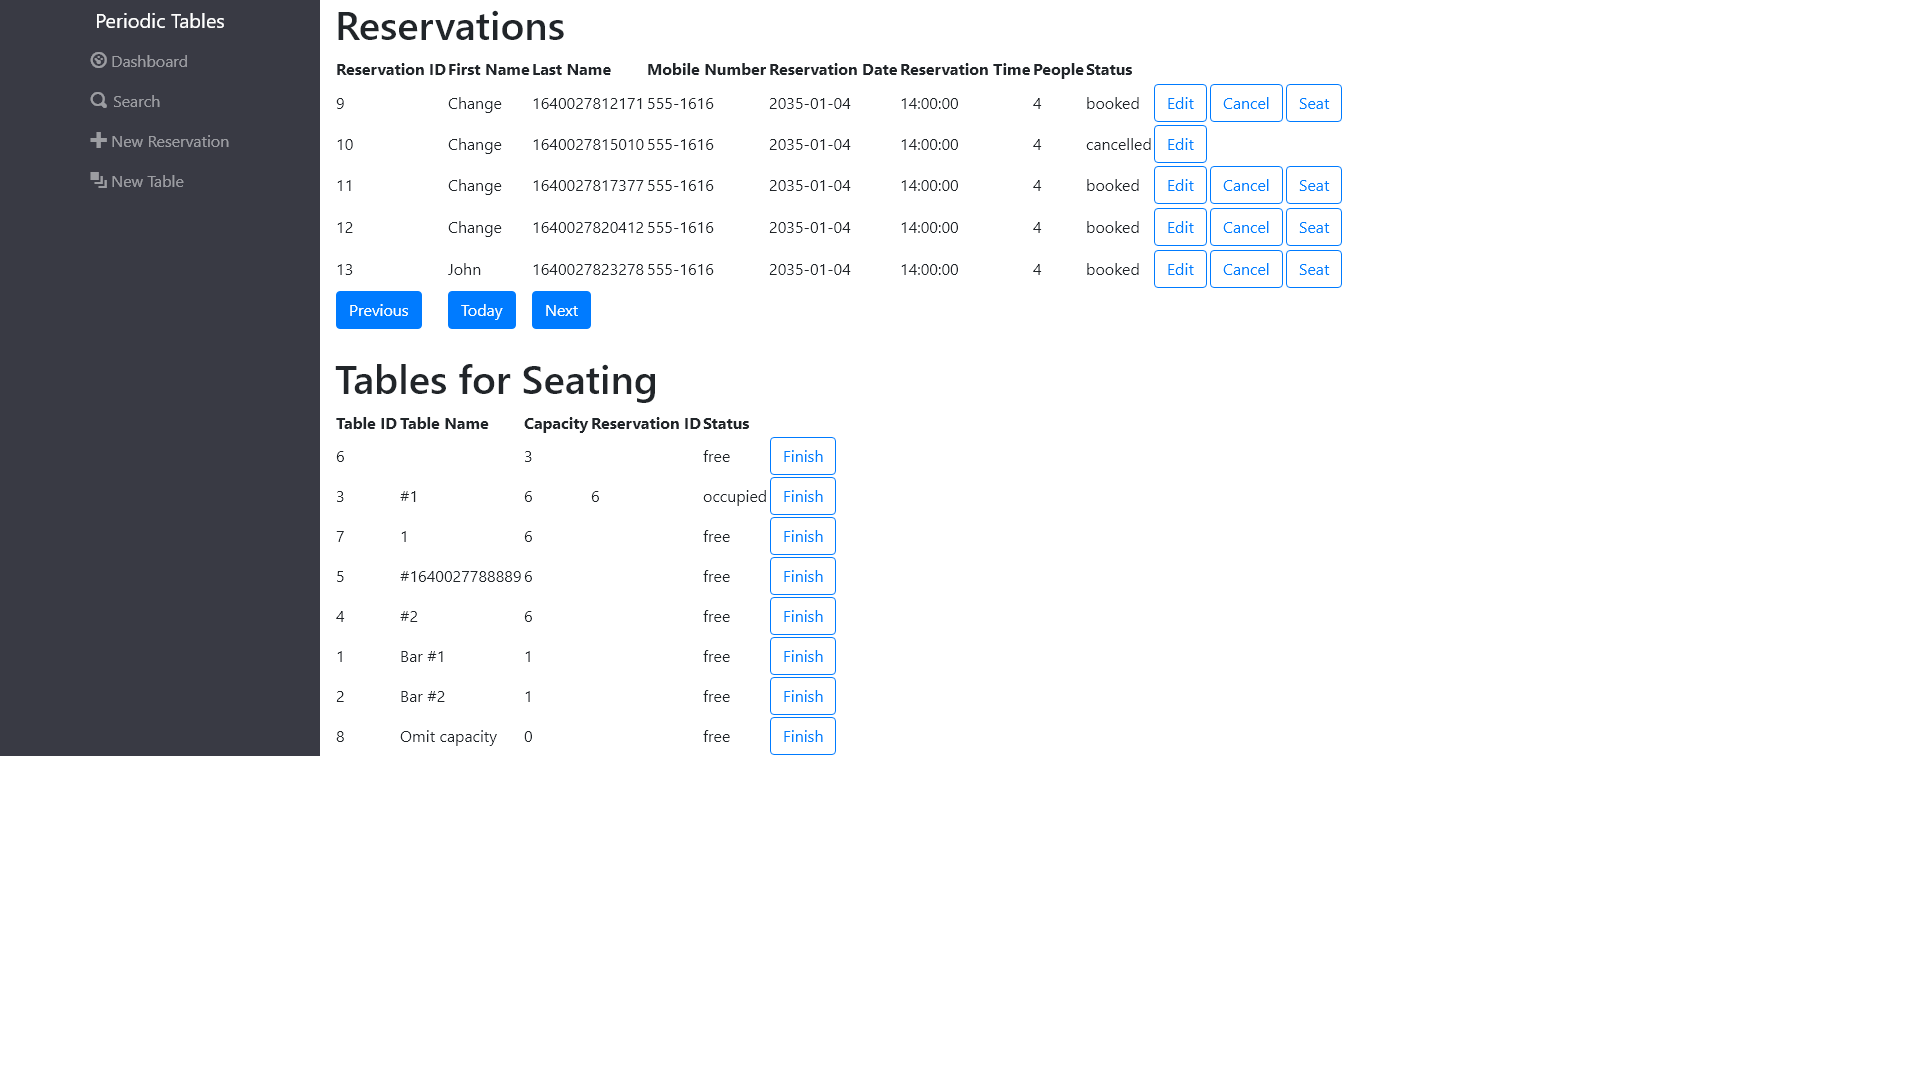 Periodic Tables
Dashboard
Search
New Reservation
New Table
Reservations
Reservation ID First Name Last Name Mobile Number Reservation Date Reservation Time People Status
9 Change 1640027812171 555-1616 2035-01-04 14:00:00 4 booked Edit Cancel Seat
10 Change 1640027815010 555-1616 2035-01-04 14:00:00 4 cancelled Edit
11 Change 1640027817377 555-1616 2035-01-04 14:00:00 4 booked Edit Cancel Seat
12 Change 1640027820412 555-1616 2035-01-04 14:00:00 4 booked Edit Cancel Seat
13 John 1640027823278 555-1616 2035-01-04 14:00:00 4 booked Edit Cancel Seat
Previous Today Next
Tables for Seating
Table ID Table Name Capacity Reservation ID Status
6 3 free Finish
3 #1 6 6 occupied Finish
7 1 6 free Finish
5 #1640027788889 6 free Finish
4 #2 6 free Finish
1 Bar #1 1 free Finish
2 Bar #2 1 free Finish
8 Omit capacity 0 free Finish